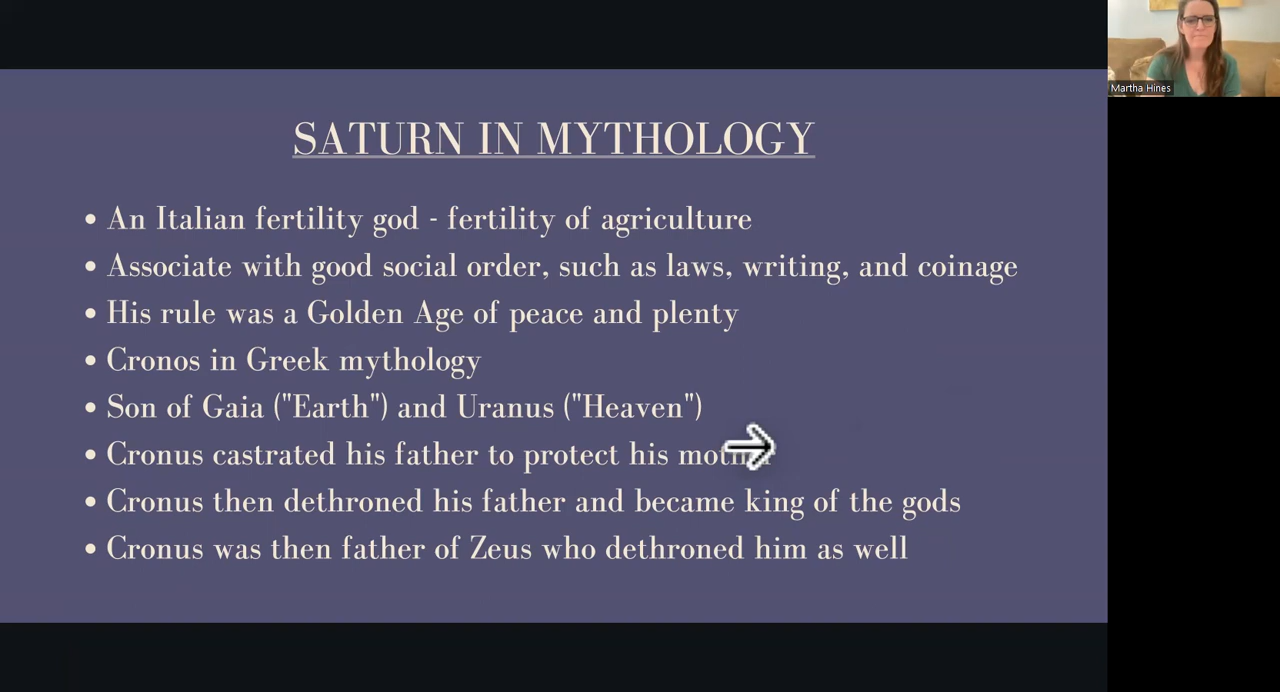 SATURN IN MYTHOLOGY
• An Italian fertility god - fertility of agriculture
• Associate with good social order, such as laws, writing, and coinage
• His rule was a Golden Age of peace and plenty
• Cronos in Greek mythology
• Son of Gaia ("Earth") and Uranus ("Heaven")
• Cronus castrated his father to protect his mother
• Cronus then dethroned his father and became king of the gods
• Cronus was then father of Zeus who dethroned him as well
Martha Hines